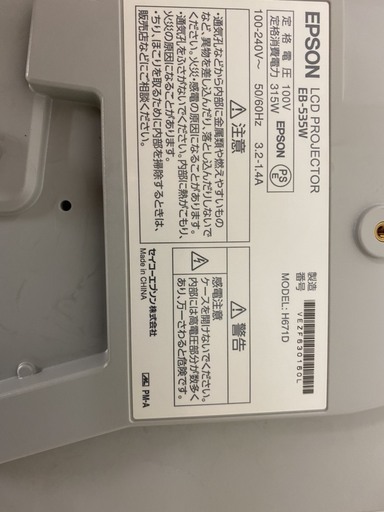 EPSON LCD PROJECTOR
EB-535W
定格電圧 100V
定格消費電力 315W
EPSON
PS
E
100-240V～ 50/60Hz 3.2-1.4A
製造番号
VEZF630160L
MODEL: H671D
注意
・通気孔などから内部に金属類や燃えやすいもの
など、異物を差し込んだり、落とし込んだりしないで
ください。火災・感電の原因になることがあります。
・通気孔をふさがないでください。内部に熱がこもり、
火災の原因になることがあります。
・ちり、ほこりを取るために内部を掃除するときは、
販売店などにご相談ください。
警告
感電注意
ケースを開けないでください
内部には高電圧部分が数多く
あり、万一さわると危険です。
セイコーエプソン株式会社
Made in CHINA
PM-A